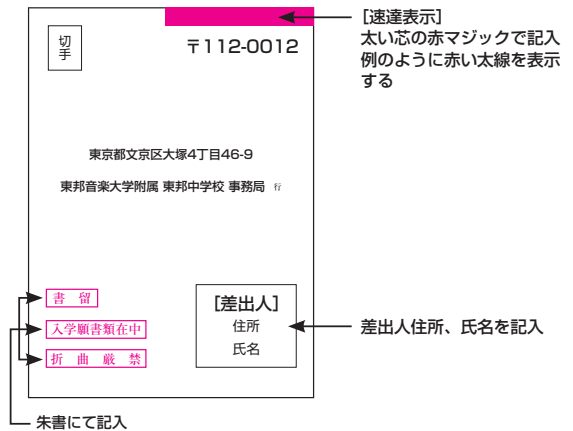 切手
〒112-0012
[速達表示]
太い芯の赤マジックで記入
例のように赤い太線を表示
する
東京都文京区大塚4丁目46-9
東邦音楽大学附属 東邦中学校 事務局 行
書 留
入学願書類在中
折 曲 厳 禁
[差出人]
住所
氏名
差出人住所、氏名を記入
朱書にて記入